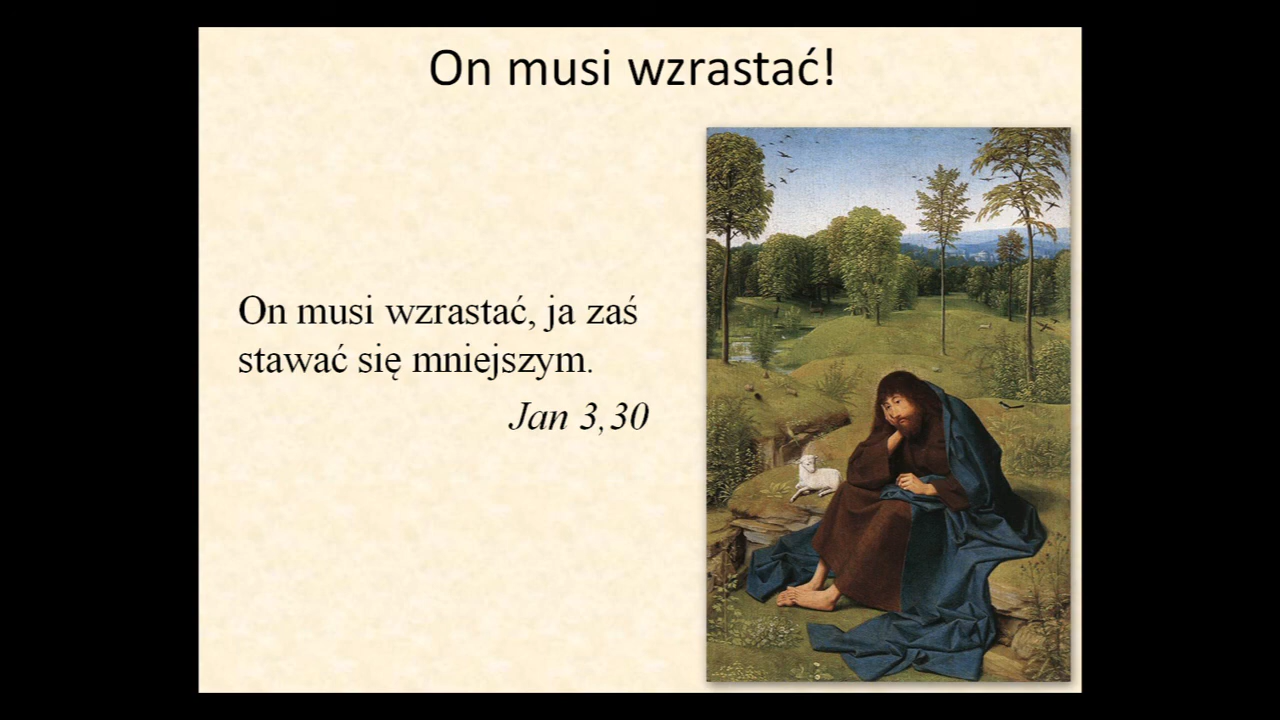 On musi wzrastać!
On musi wzrastać, ja zaś
stawać się mniejszym.
Jan 3,30